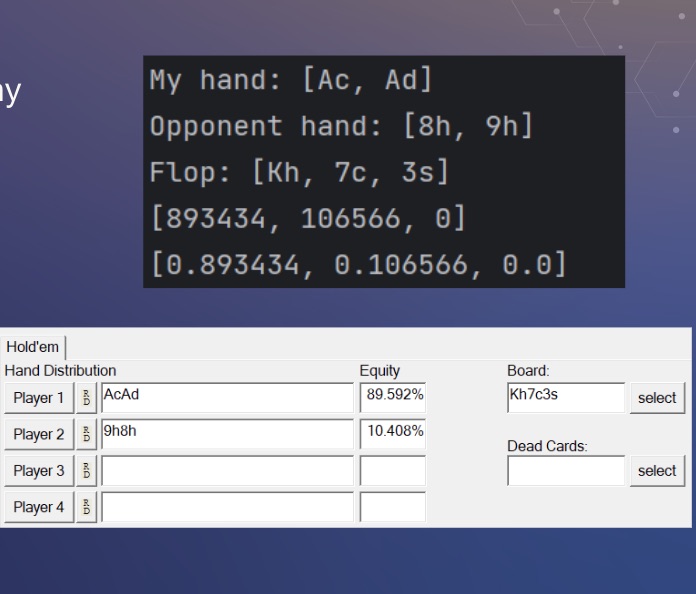 My hand: [Ac, Ad]
Opponent hand: [8h, 9h]
Flop: [Kh, 7c, 3s]
[893434, 106566, 0]
[0.893434, 0.106566, 0.0]
Hold'em
Hand Distribution Equity Board:
Player 1 AcAd 89.592% Kh7c3s select
Player 2 9h8h 10.408%
Dead Cards:
Player 3 select
Player 4